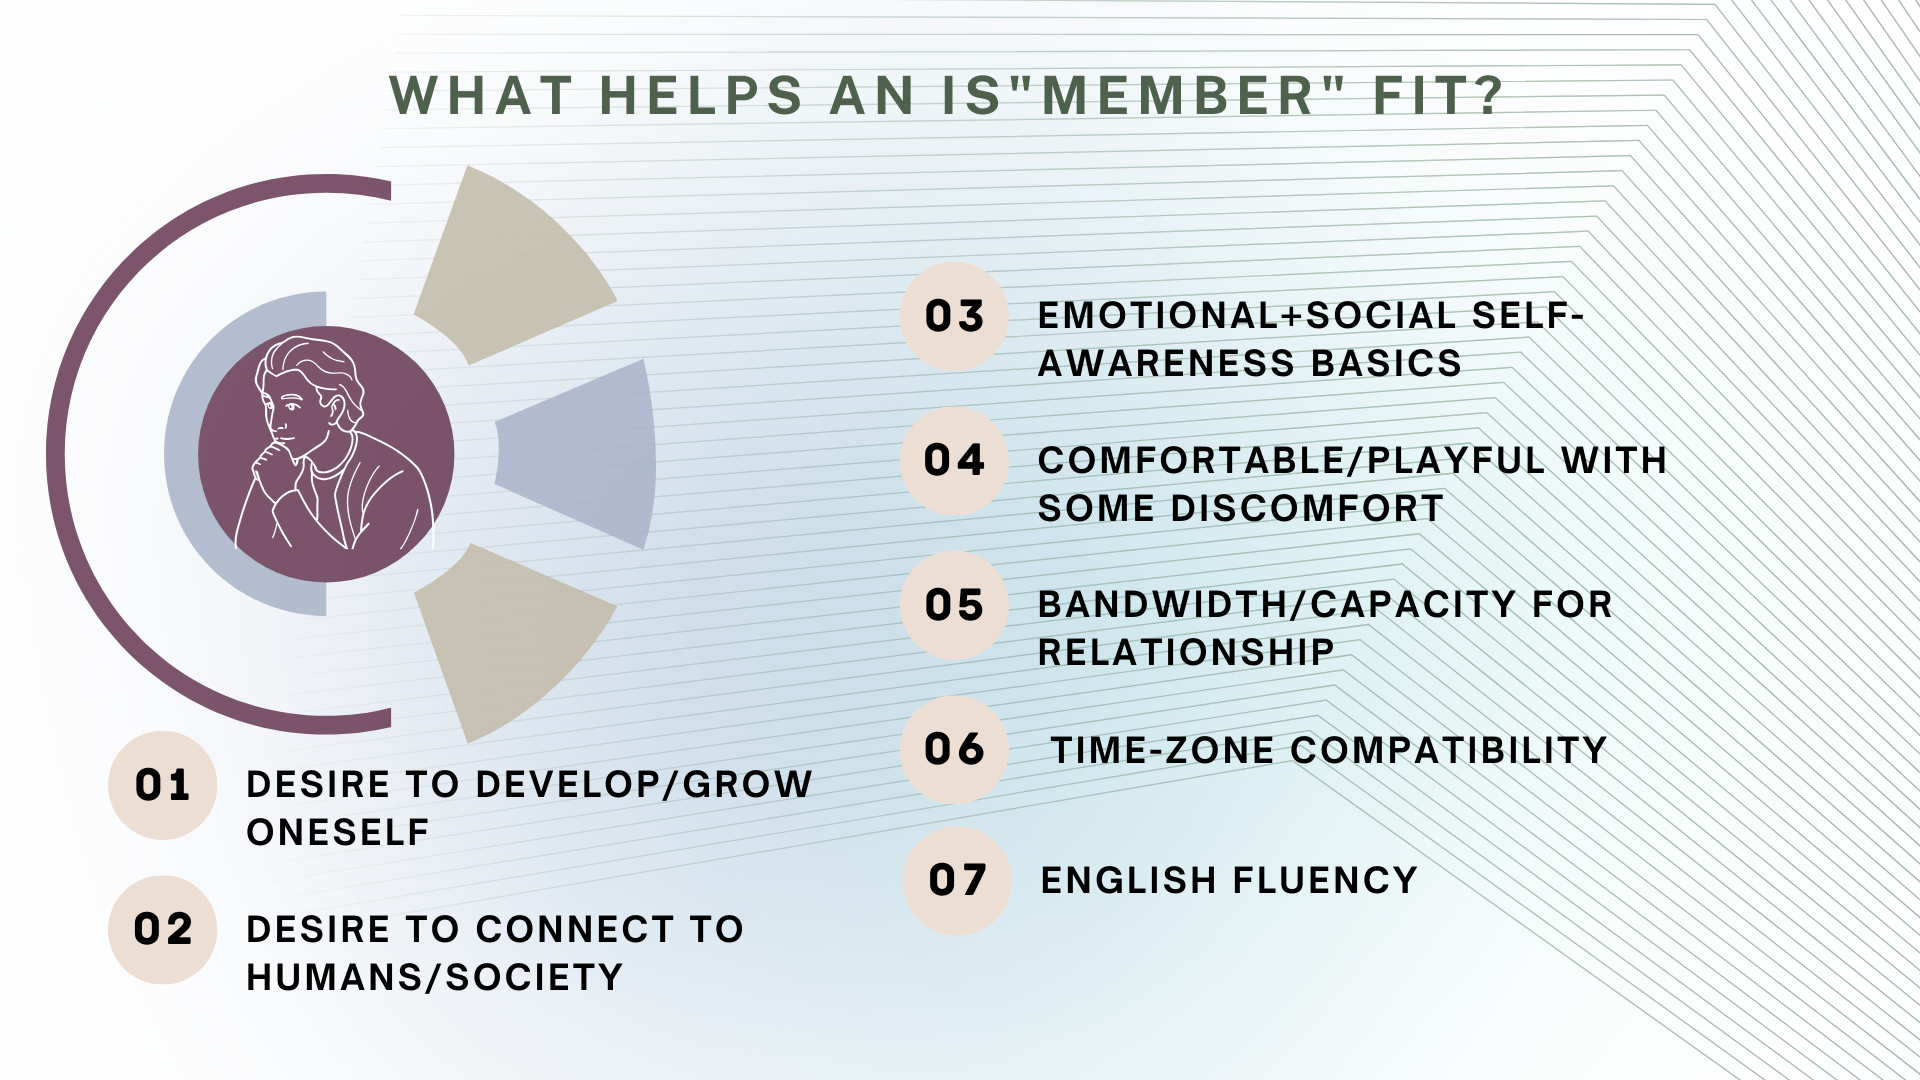 WHAT HELPS AN IS"MEMBER" FIT?
01
DESIRE TO DEVELOP/GROW
ONESELF
02
DESIRE TO CONNECT TO
HUMANS/SOCIETY
03
EMOTIONAL+SOCIAL SELF-
AWARENESS BASICS
04
COMFORTABLE/PLAYFUL WITH
SOME DISCOMFORT
05
BANDWIDTH/CAPACITY FOR
RELATIONSHIP
06
TIME-ZONE COMPATIBILITY
07
ENGLISH FLUENCY